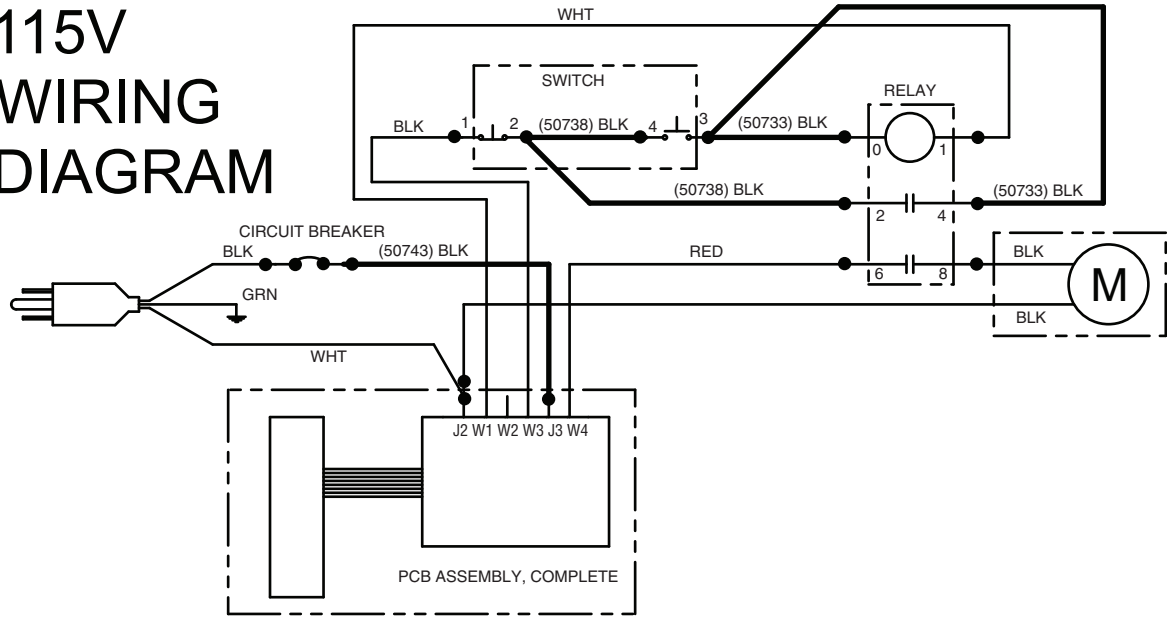 115V
WIRING
DIAGRAM
WHT
SWITCH
RELAY
BLK
1
2
(50738) BLK
4
3
(50733) BLK
0
1
(50738) BLK
2
4
(50733) BLK
CIRCUIT BREAKER
BLK
(50743) BLK
RED
6
8
BLK
M
GRN
BLK
WHT
J2 W1 W2 W3 J3 W4
PCB ASSEMBLY, COMPLETE